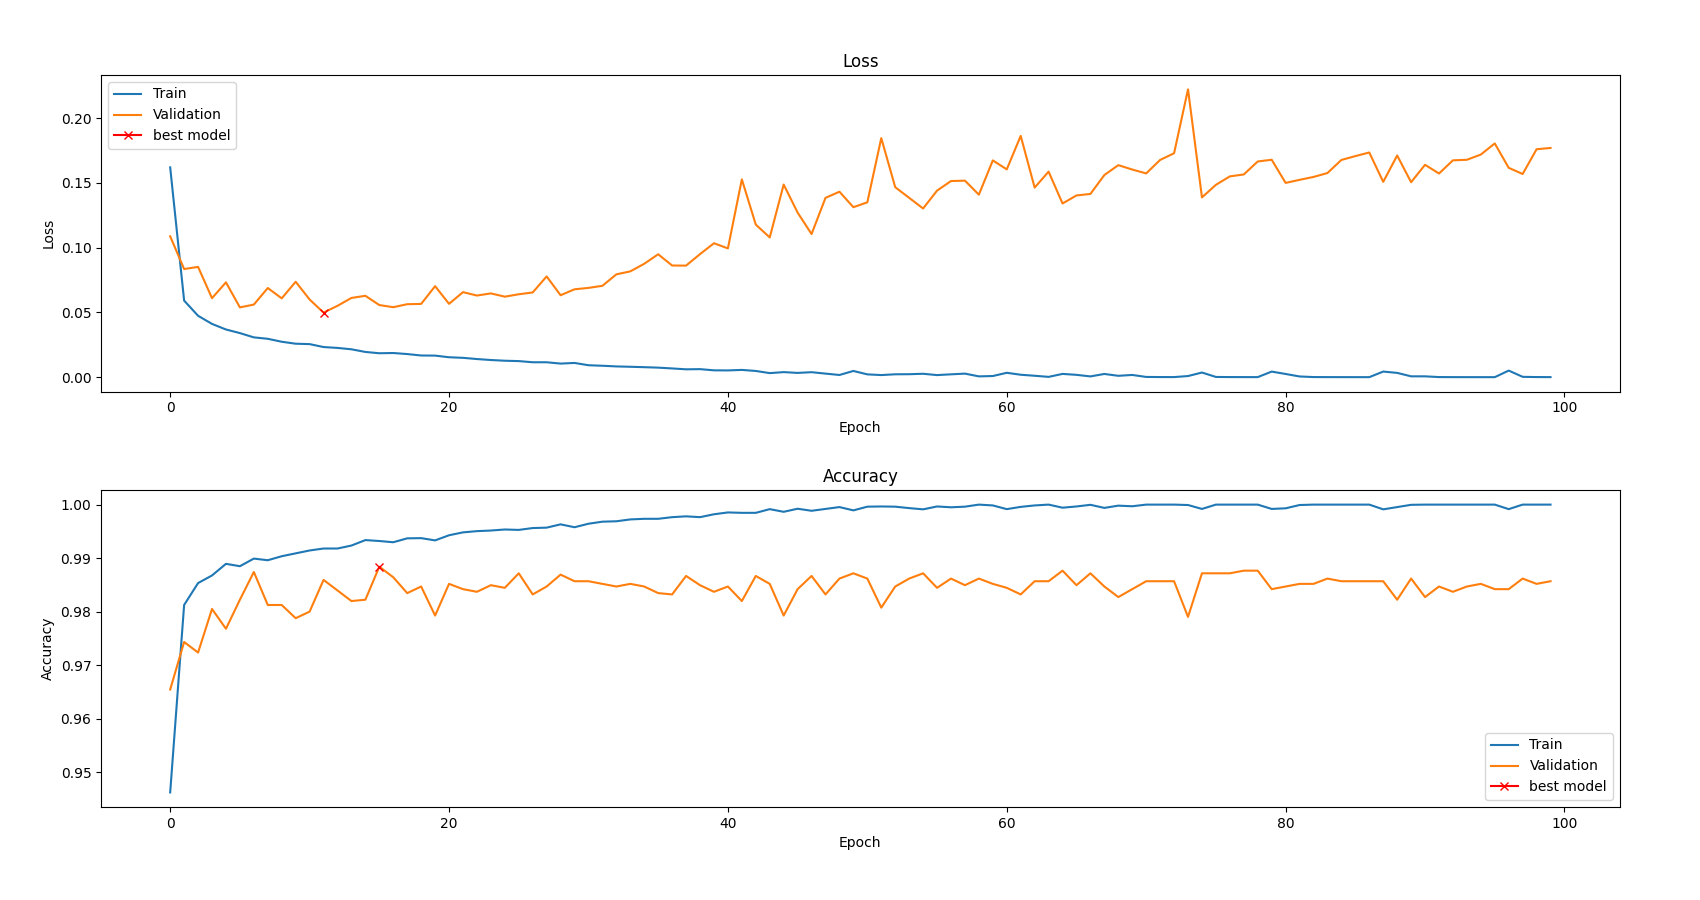 Loss
Train
Validation
best model
0.20
0.15
0.10
0.05
0.00
Loss
0 20 40 60 80 100
Epoch
Accuracy
1.00
0.99
0.98
0.97
0.96
0.95
Accuracy
Train
Validation
best model
0 20 40 60 80 100
Epoch